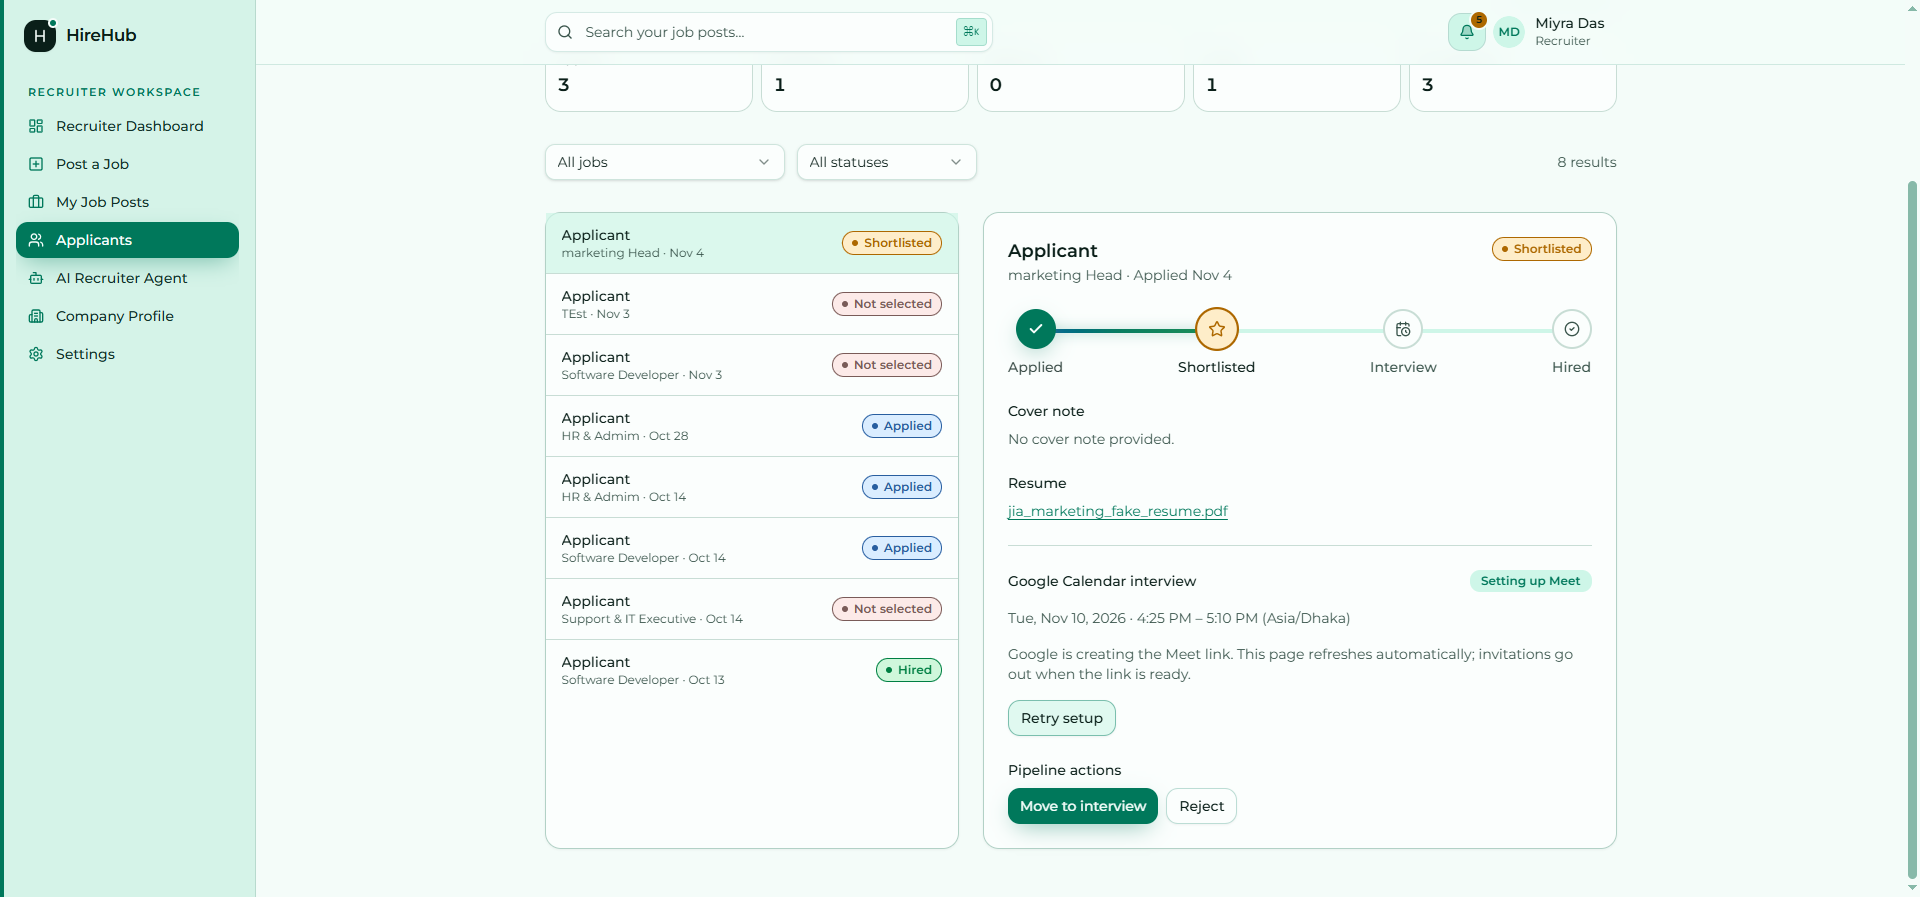 H HireHub
RECRUITER WORKSPACE
Recruiter Dashboard
Post a Job
My Job Posts
Applicants
AI Recruiter Agent
Company Profile
Settings
Search your job posts...
⌘K
5
MD
Miyra Das
Recruiter
3
1
0
1
3
All jobs
All statuses
8 results
Applicant
marketing Head · Nov 4
Shortlisted
Applicant
TEst · Nov 3
Not selected
Applicant
Software Developer · Nov 3
Not selected
Applicant
HR & Admim · Oct 28
Applied
Applicant
HR & Admim · Oct 14
Applied
Applicant
Software Developer · Oct 14
Applied
Applicant
Support & IT Executive · Oct 14
Not selected
Applicant
Software Developer · Oct 13
Hired
Applicant
Shortlisted
marketing Head · Applied Nov 4
Applied
Shortlisted
Interview
Hired
Cover note
No cover note provided.
Resume
jia_marketing_fake_resume.pdf
Google Calendar interview
Setting up Meet
Tue, Nov 10, 2026 · 4:25 PM – 5:10 PM (Asia/Dhaka)
Google is creating the Meet link. This page refreshes automatically; invitations go
out when the link is ready.
Retry setup
Pipeline actions
Move to interview
Reject